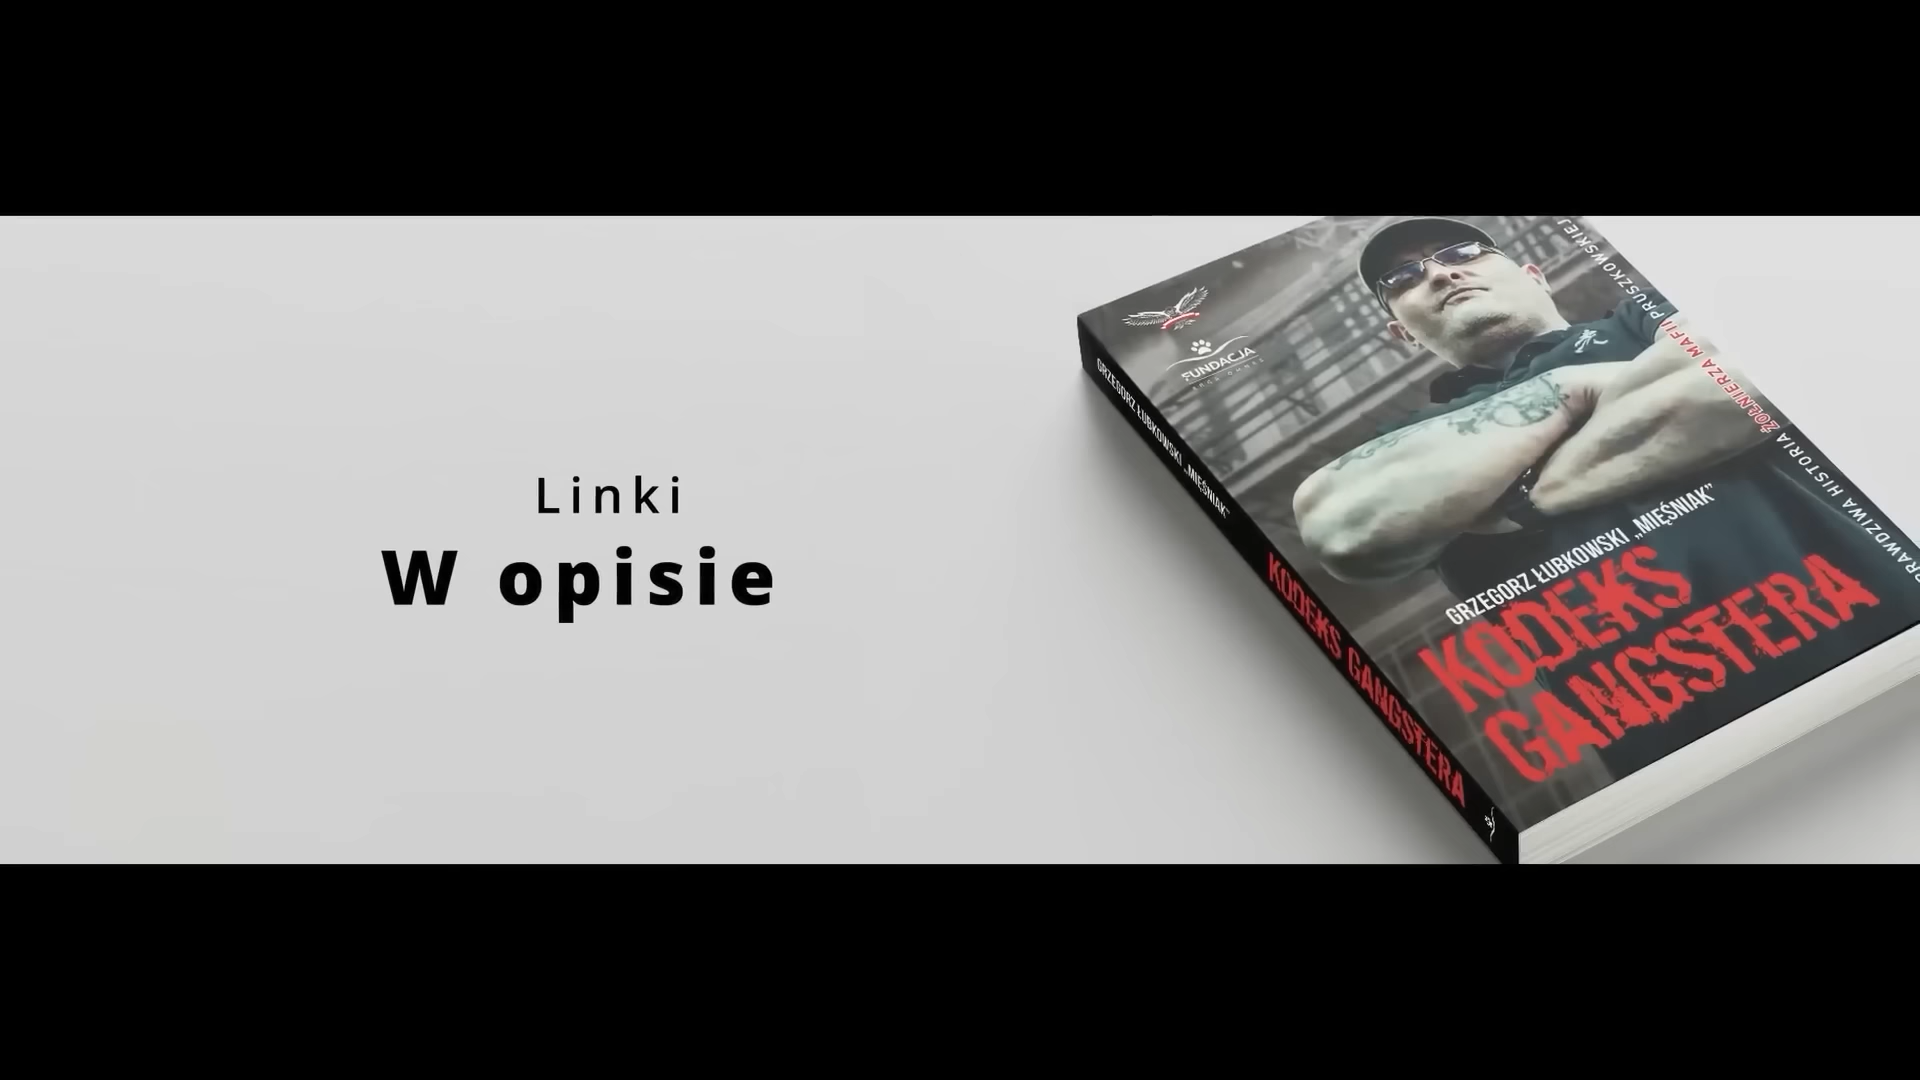 Linki
W opisie
GRZEGORZ ŁUBKOWSKI „MIĘŚNIAK”
KODEKS GANGSTERA
FUNDACJA
PRAWDZIWA HISTORIA ŻOŁNIERZA MAFII PRUSZKOWSKIEJ
GRZEGORZ ŁUBKOWSKI „MIĘŚNIAK”
KODEKS
GANGSTERA